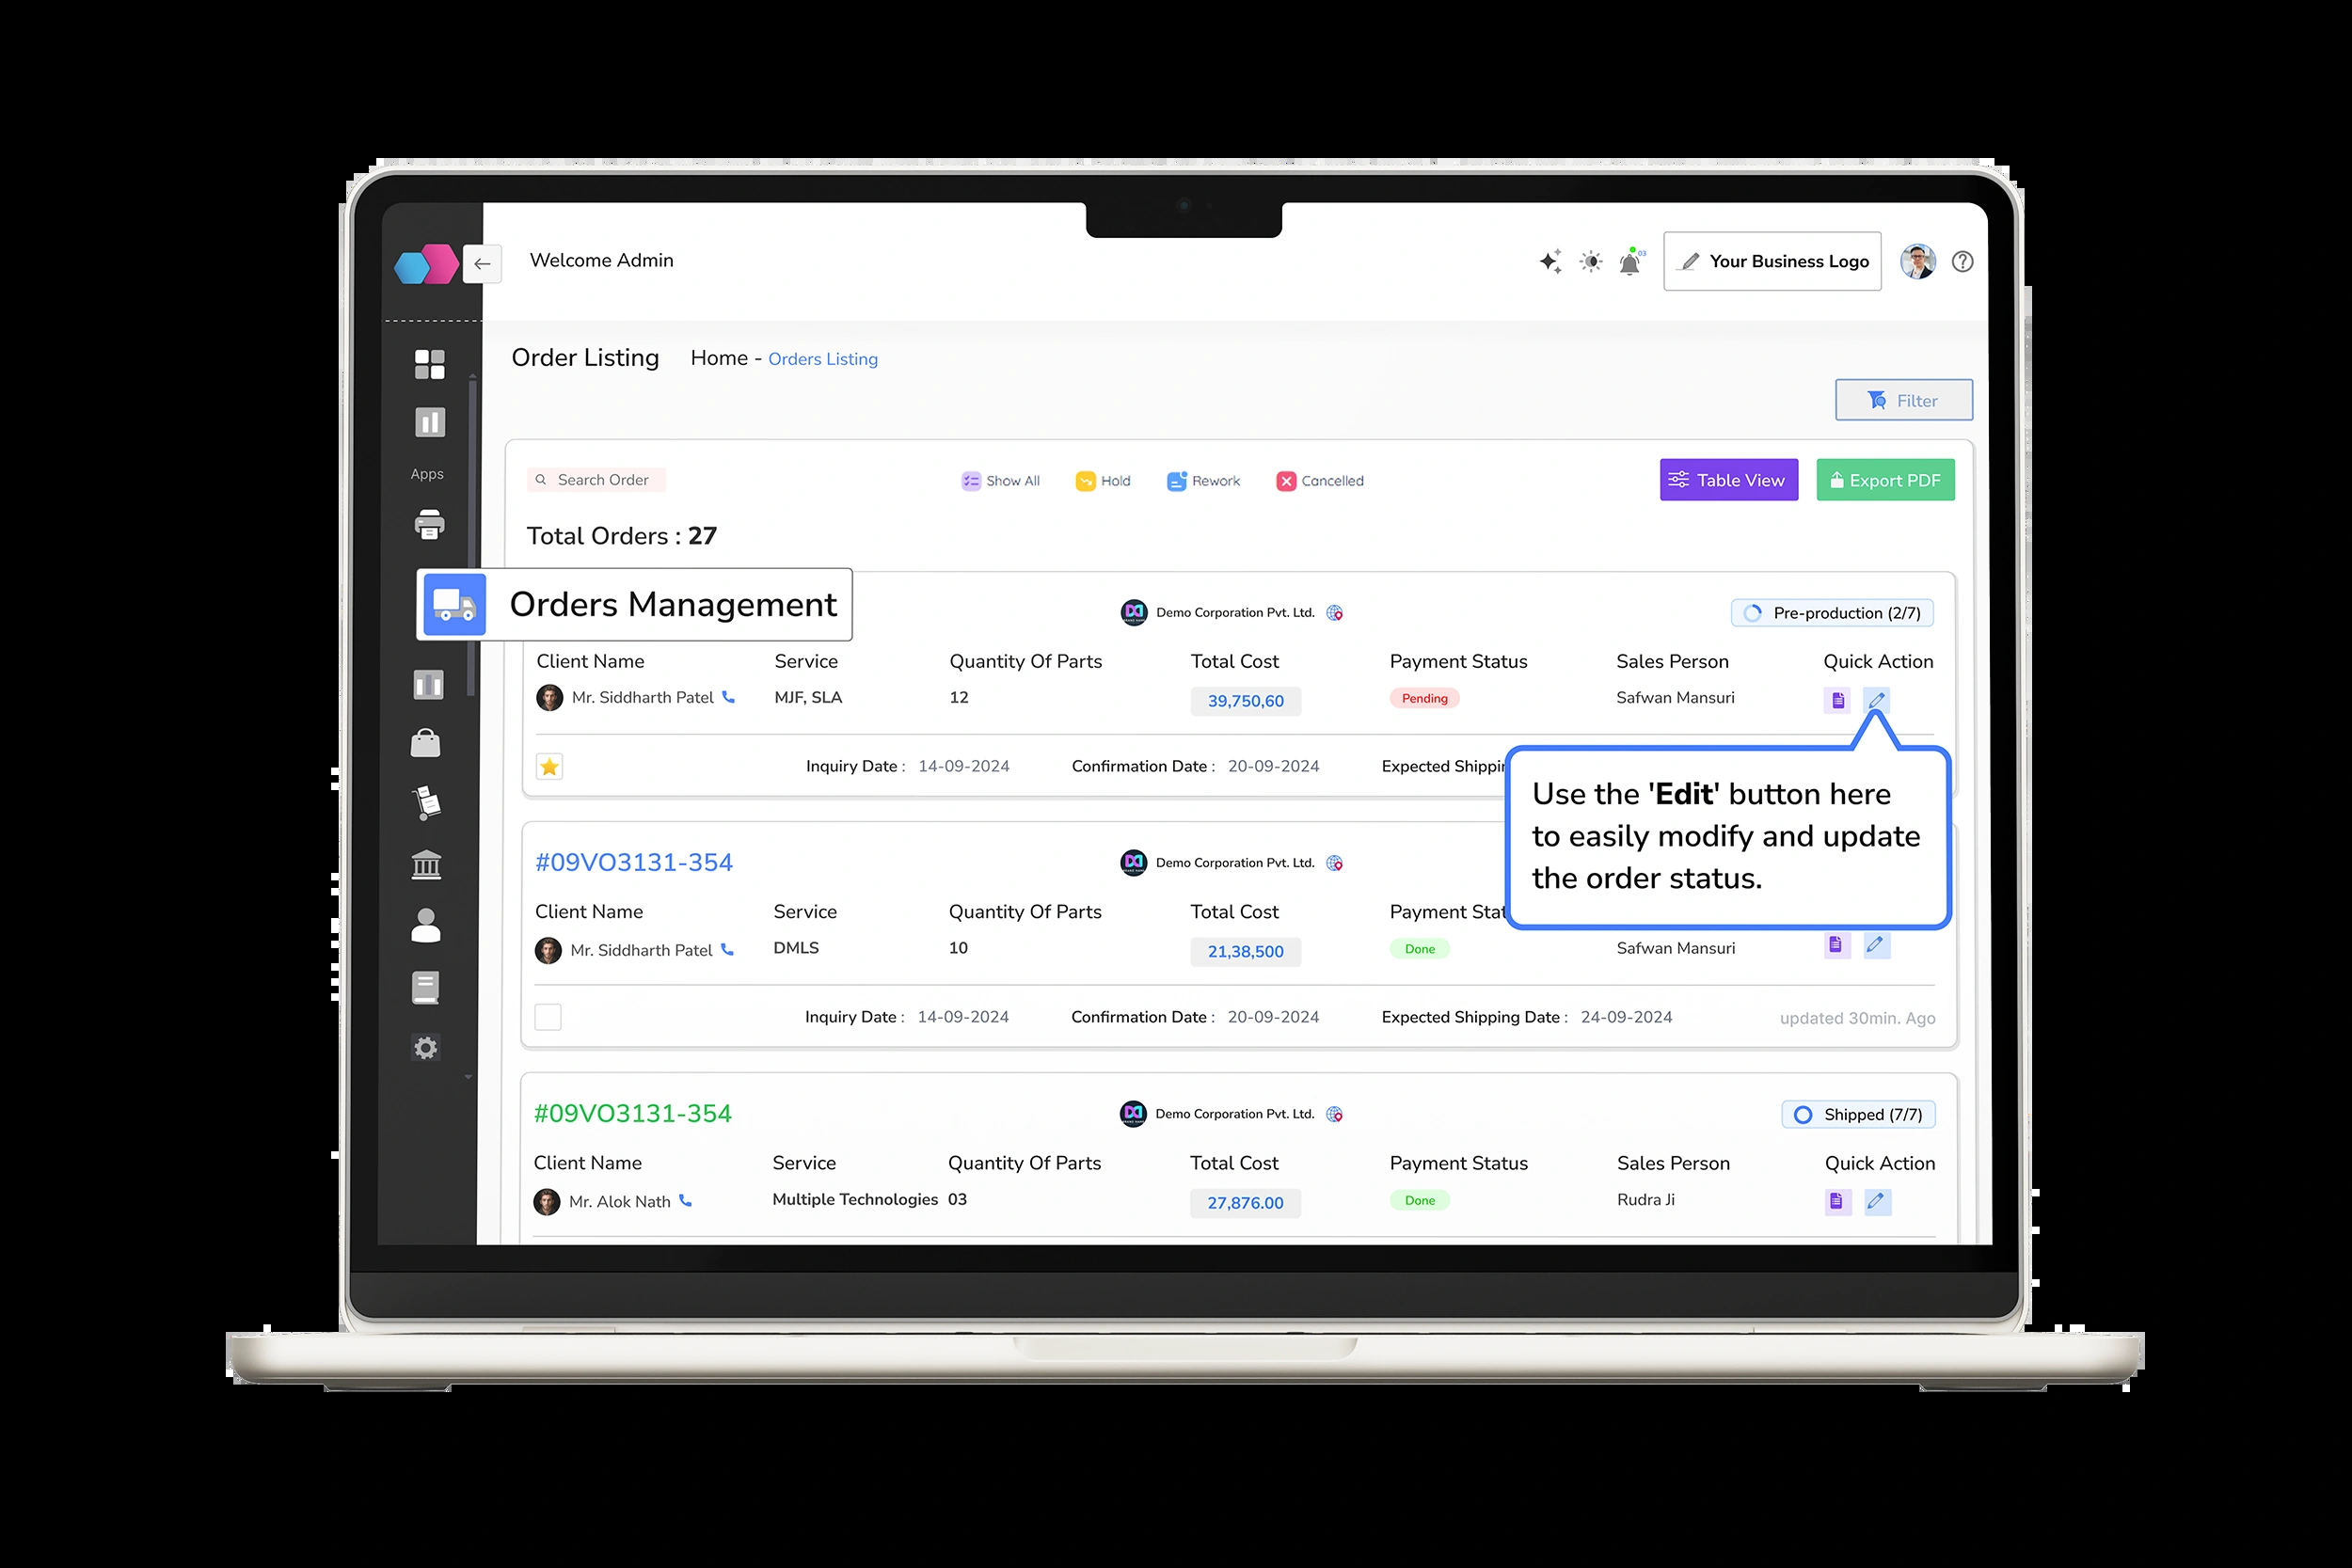 Welcome Admin
03
Your Business Logo
Order Listing
Home - Orders Listing
Filter
Apps
Search Order
Show All
Hold
Rework
Cancelled
Table View
Export PDF
Total Orders : 27
Orders Management
Demo Corporation Pvt. Ltd.
Pre-production (2/7)
Client Name Service Quantity Of Parts Total Cost Payment Status Sales Person Quick Action
Mr. Siddharth Patel MJF, SLA 12 39,750,60 Pending Safwan Mansuri
Inquiry Date : 14-09-2024 Confirmation Date : 20-09-2024 Expected Shippin
Use the 'Edit' button here
to easily modify and update
the order status.
#09VO3131-354
Demo Corporation Pvt. Ltd.
Client Name Service Quantity Of Parts Total Cost Payment Stat
Mr. Siddharth Patel DMLS 10 21,38,500 Done Safwan Mansuri
Inquiry Date : 14-09-2024 Confirmation Date : 20-09-2024 Expected Shipping Date : 24-09-2024 updated 30min. Ago
#09VO3131-354
Demo Corporation Pvt. Ltd.
Shipped (7/7)
Client Name Service Quantity Of Parts Total Cost Payment Status Sales Person Quick Action
Mr. Alok Nath Multiple Technologies 03 27,876.00 Done Rudra Ji